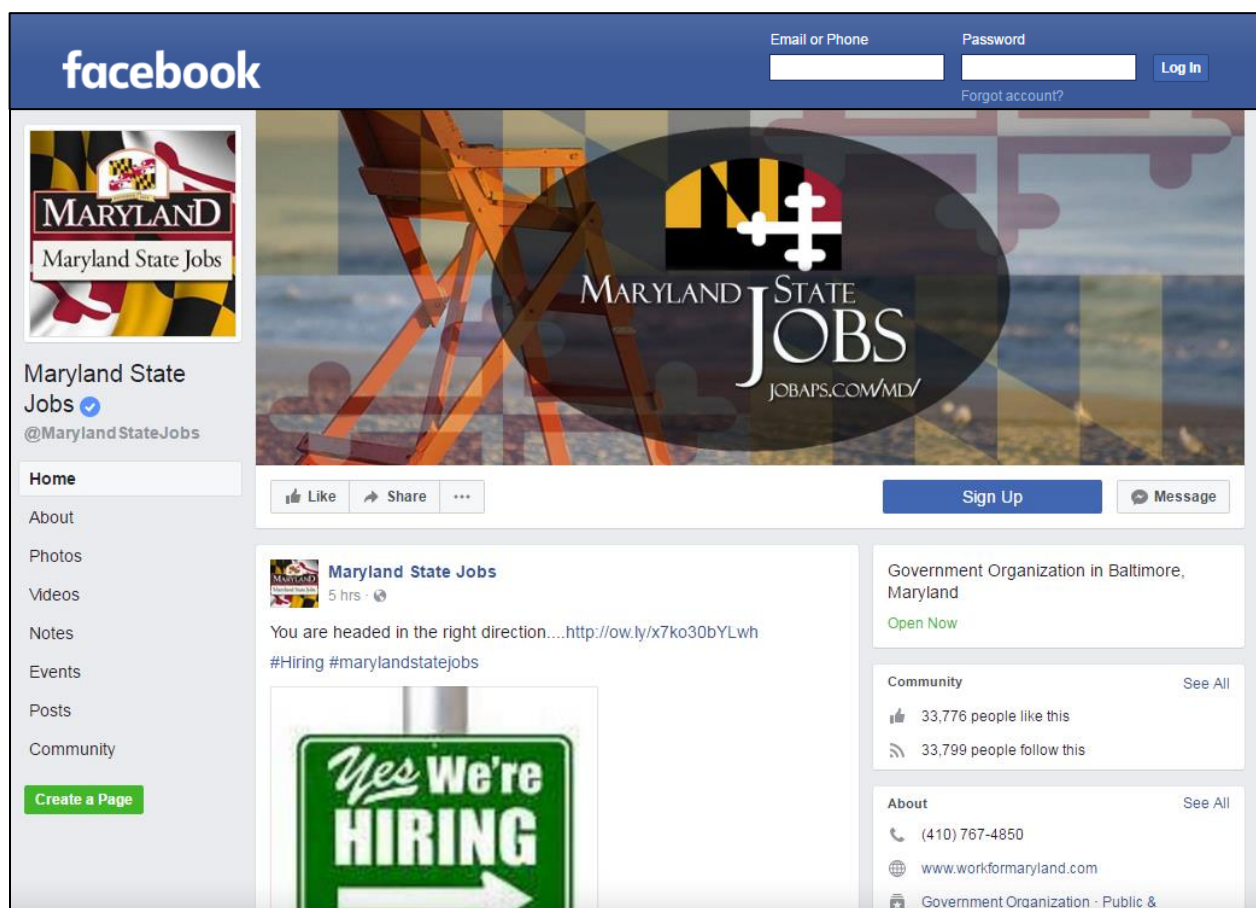 facebook
Email or Phone
Password
Log In
Forgot account?
MARYLAND
Maryland State Jobs
Maryland State
Jobs
@MarylandStateJobs
Home
About
Photos
Videos
Notes
Events
Posts
Community
Create a Page
MARYLAND STATE
JOBS
JOBAPS.COM/MD/
Like
Share
Sign Up
Message
MARYLAND
Maryland State Jobs
Maryland State Jobs
5 hrs ·
You are headed in the right direction....http://ow.ly/x7ko30bYLwh
#Hiring #marylandstatejobs
Yes We're
HIRING
Government Organization in Baltimore,
Maryland
Open Now
Community
See All
33,776 people like this
33,799 people follow this
About
See All
(410) 767-4850
www.workformaryland.com
Government Organization · Public &